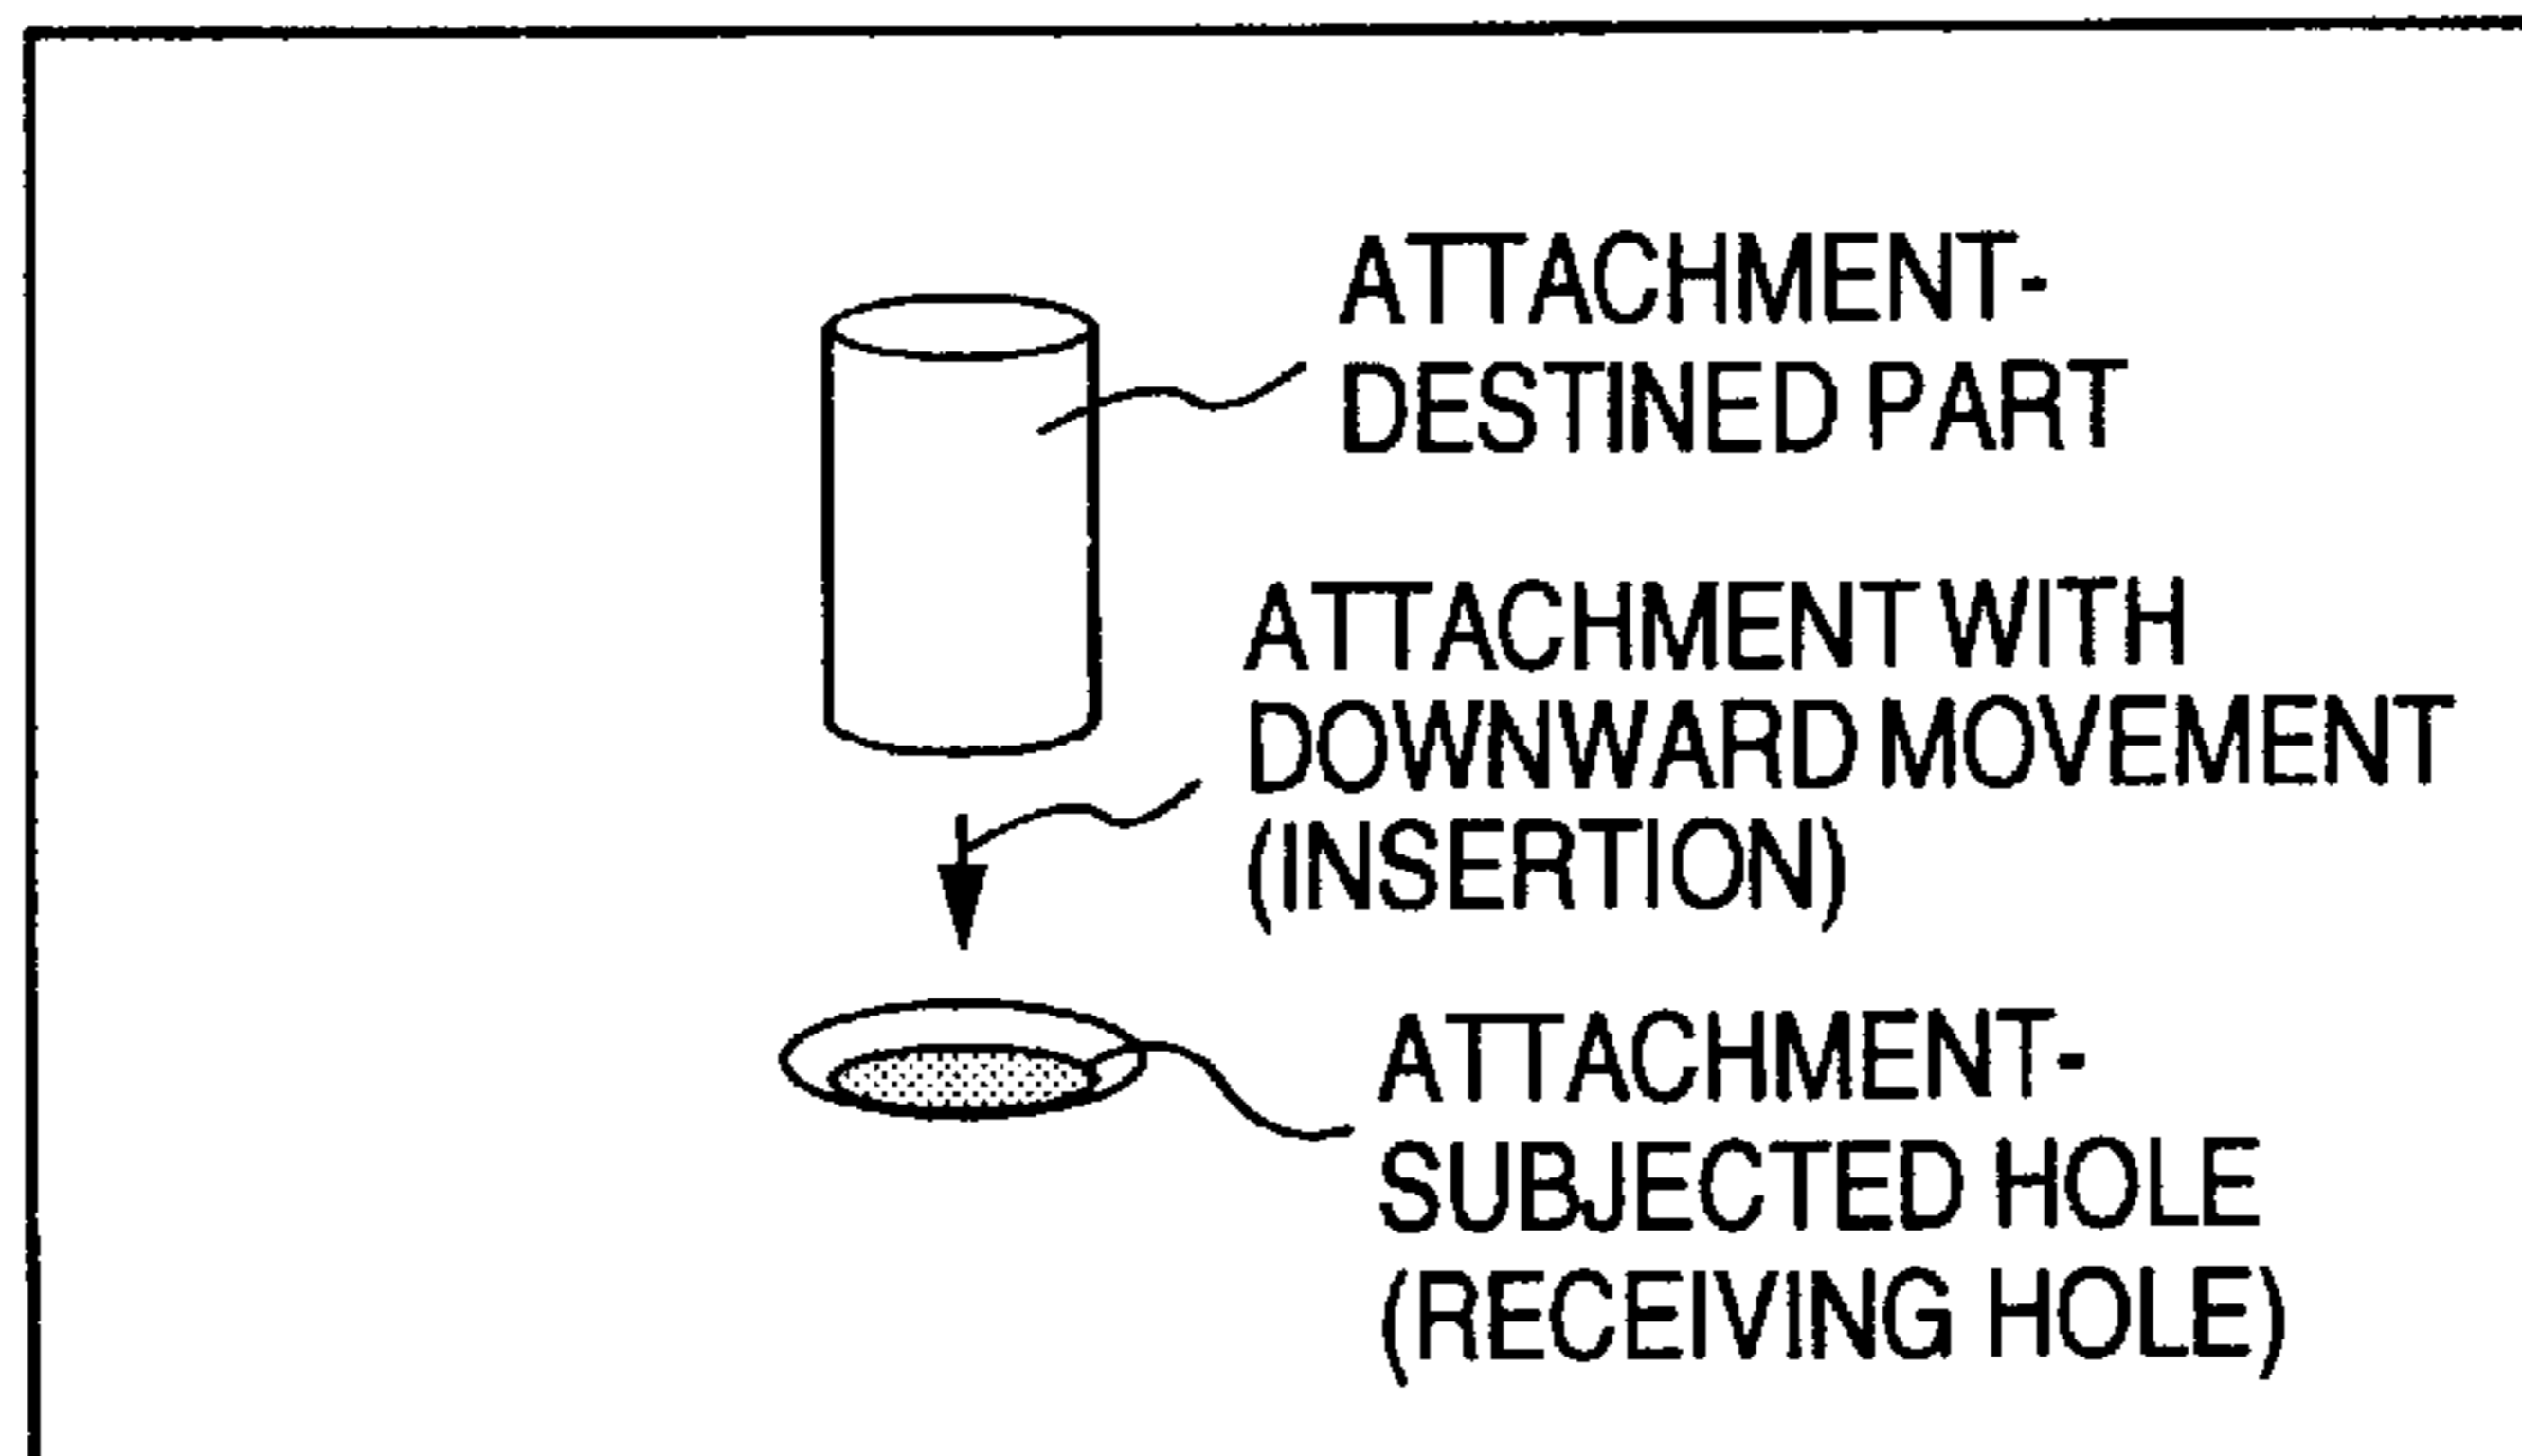 ATTACHMENT-
DESTINED PART
ATTACHMENT WITH
DOWNWARD MOVEMENT
(INSERTION)
ATTACHMENT-
SUBJECTED HOLE
(RECEIVING HOLE)